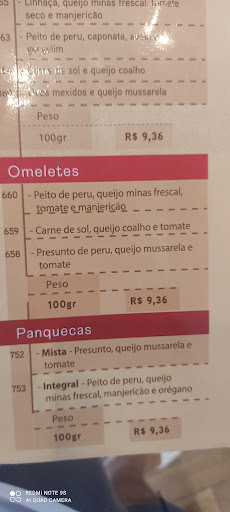 55 - Linhaça, queijo minas frescal, tomate
seco e manjericão
63 - Peito de peru, caponata,
gergelim
Carne de sol e queijo coalho
mexidos e queijo mussarela
Peso
100gr R$ 9,36
Omeletes
660 - Peito de peru, queijo minas frescal,
tomate e manjericão
659 - Carne de sol, queijo coalho e tomate
658 - Presunto de peru, queijo mussarela e
tomate
Peso
100gr R$ 9,36
Panquecas
752 - Mista - Presunto, queijo mussarela e
tomate
753 - Integral - Peito de peru, queijo
minas frescal, manjericão e orégano
Peso
100gr R$ 9,36
REDMI NOTE 9S
AI QUAD CAMERA